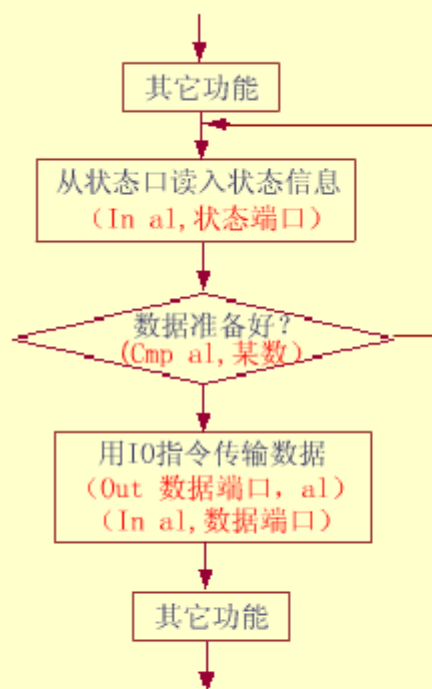 其它功能
从状态口读入状态信息
（In al,状态端口）
数据准备好？
(Cmp al,某数）
用IO指令传输数据
（Out 数据端口，al）
（In al,数据端口）
其它功能